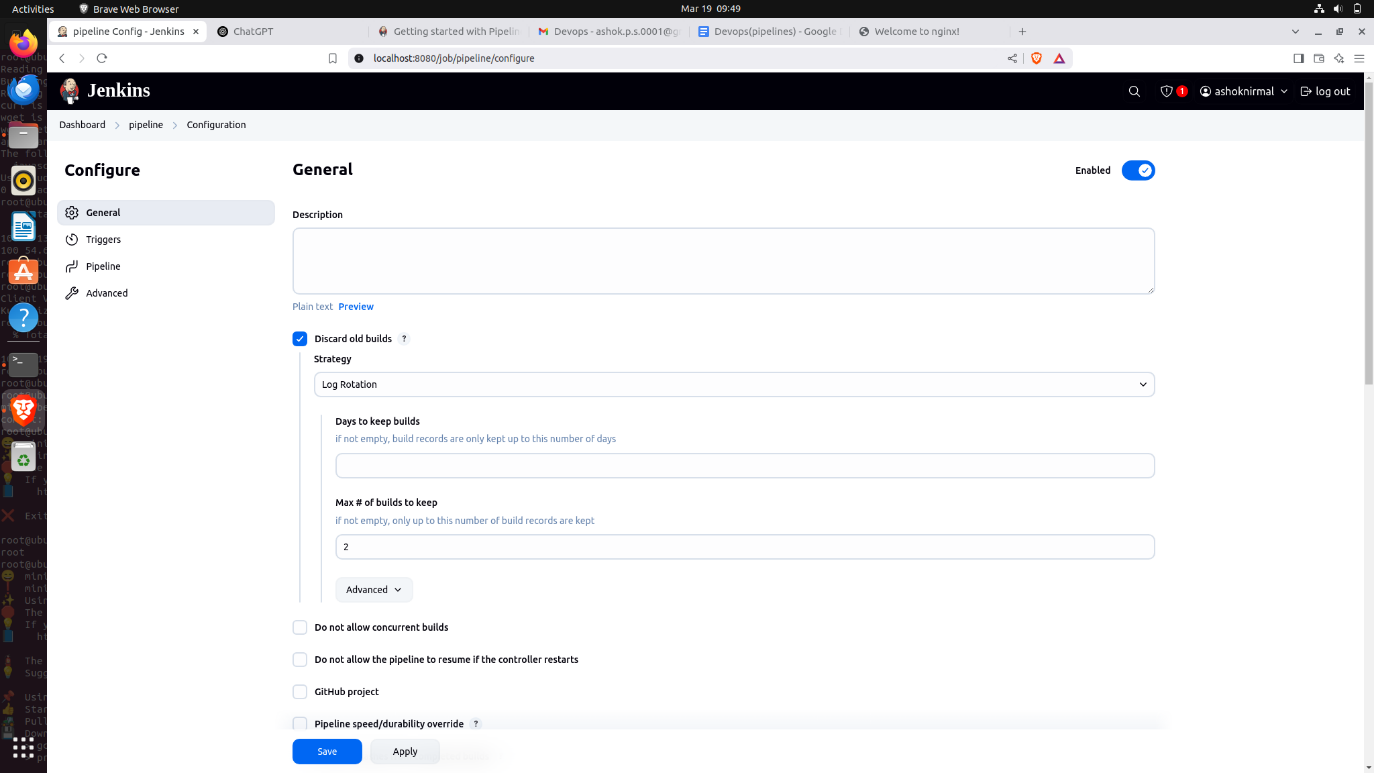 Activities
Brave Web Browser
Mar 19 09:49
pipeline Config - Jenkins
ChatGPT
Getting started with Pipelin
Devops - ashok.p.s.0001@g
Devops(pipelines) - Google
Welcome to nginx!
localhost:8080/job/pipeline/configure
Jenkins
1
ashoknirmal
log out
Dashboard
pipeline
Configuration
Configure
General
Triggers
Pipeline
Advanced
General
Enabled
Description
Plain text Preview
Discard old builds ?
Strategy
Log Rotation
Days to keep builds
if not empty, build records are only kept up to this number of days
Max # of builds to keep
if not empty, only up to this number of build records are kept
2
Advanced
Do not allow concurrent builds
Do not allow the pipeline to resume if the controller restarts
GitHub project
Pipeline speed/durability override ?
Save
Apply